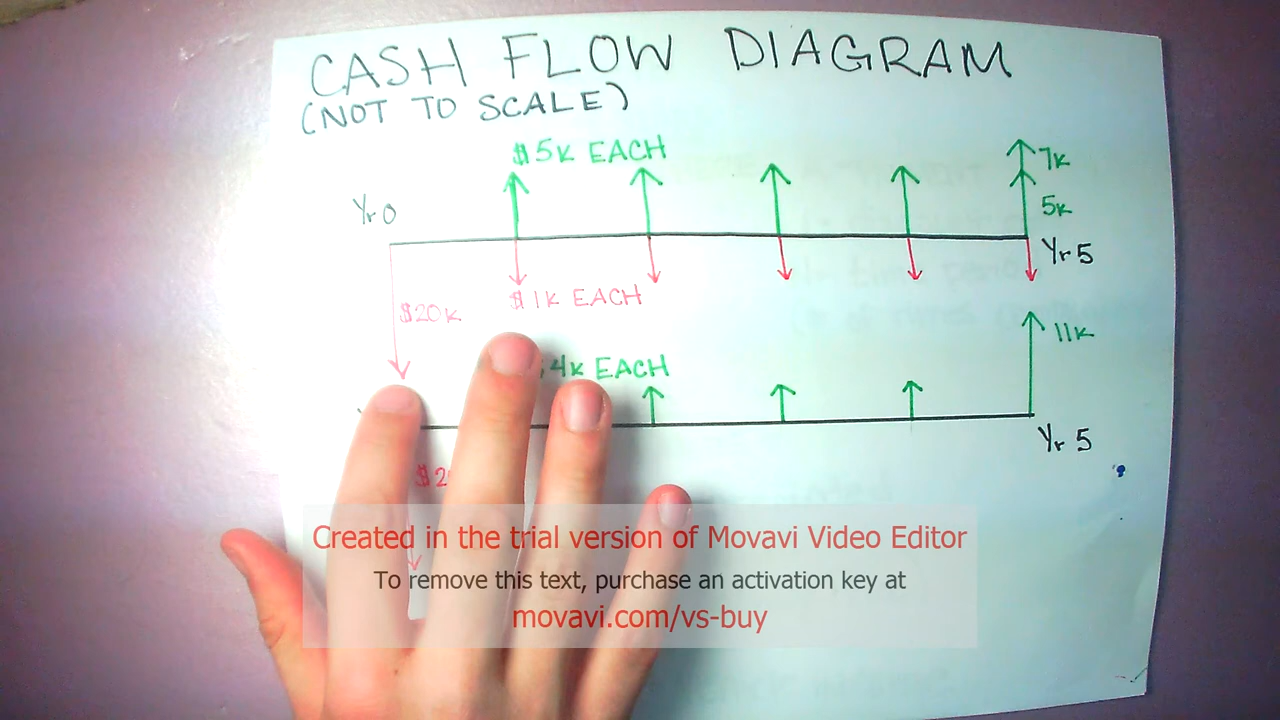 CASH FLOW DIAGRAM
(NOT TO SCALE)
$5K EACH
7K
Yr 0
5K
Yr 5
$1K EACH
$20K
11K
4K EACH
Yr 5
Created in the trial version of Movavi Video Editor
To remove this text, purchase an activation key at
movavi.com/vs-buy